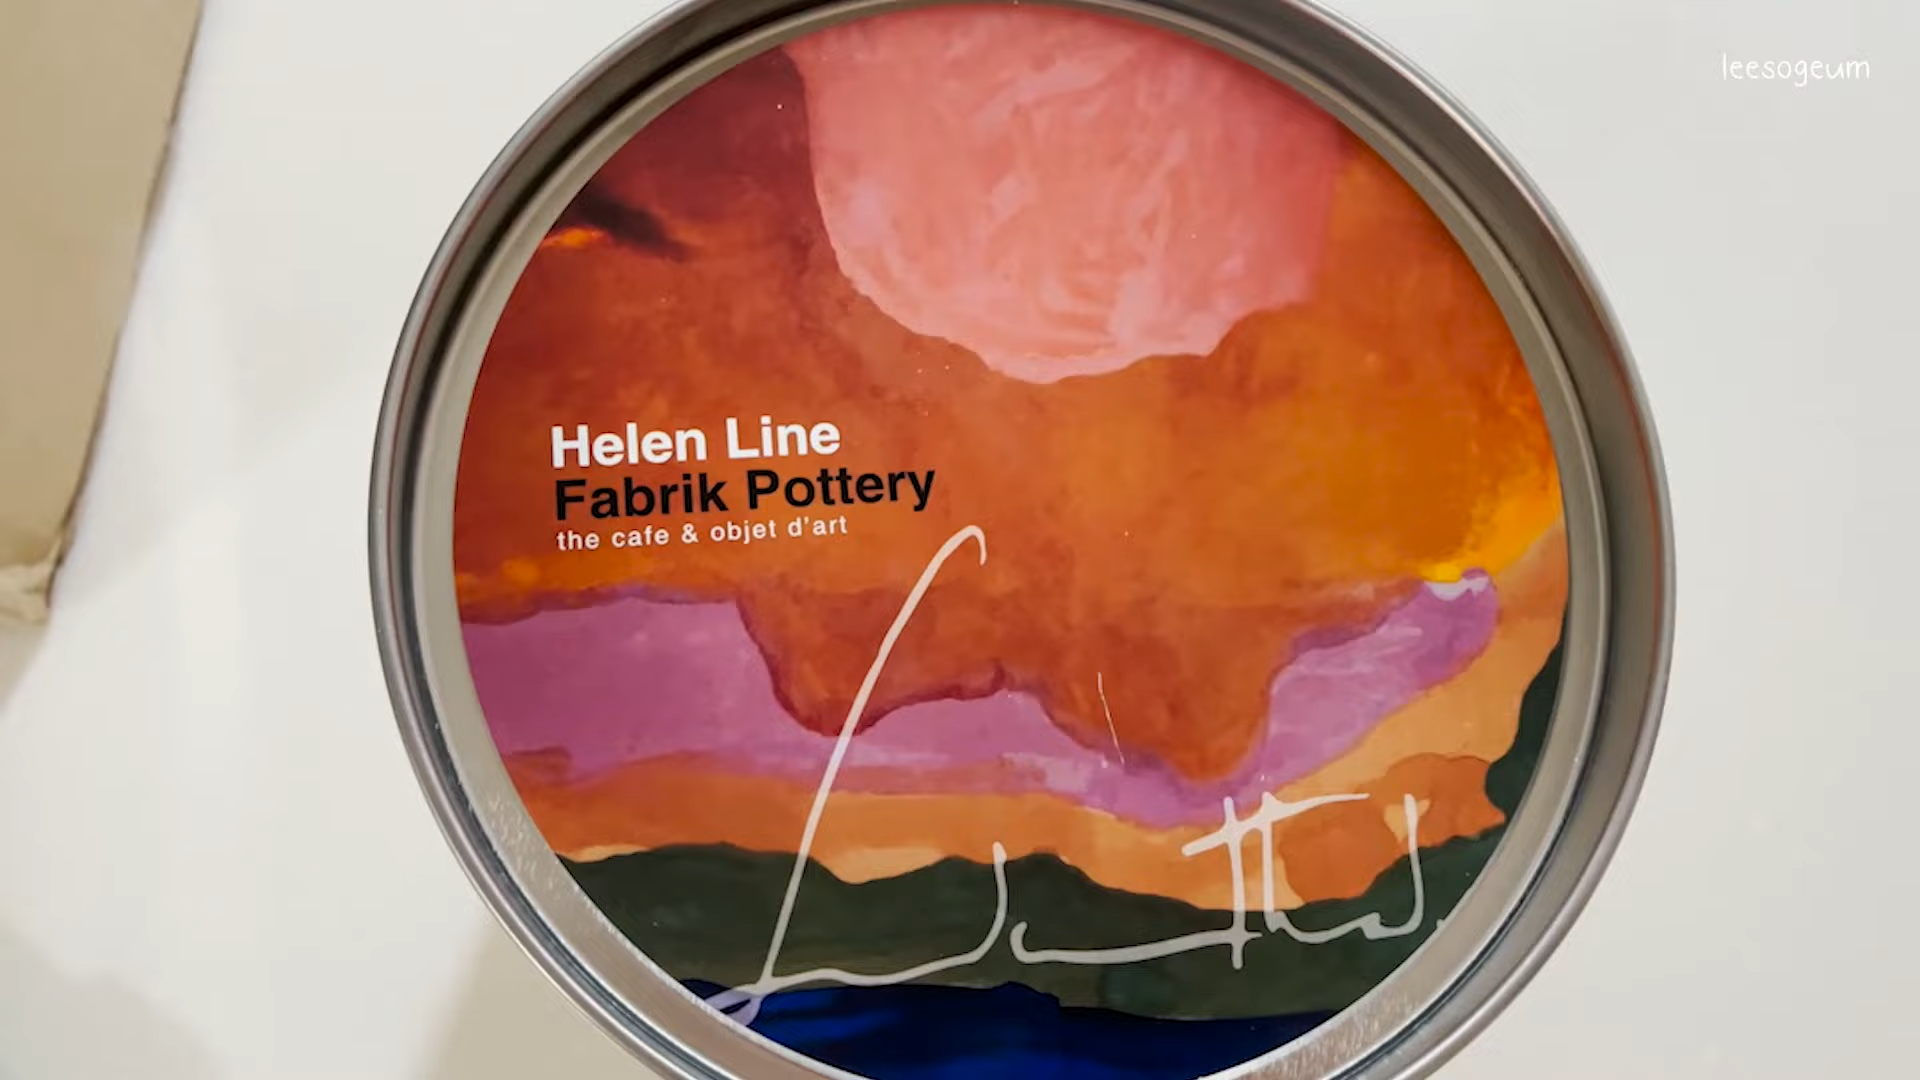 leesogeum
Helen Line
Fabrik Pottery
the cafe & objet d'art